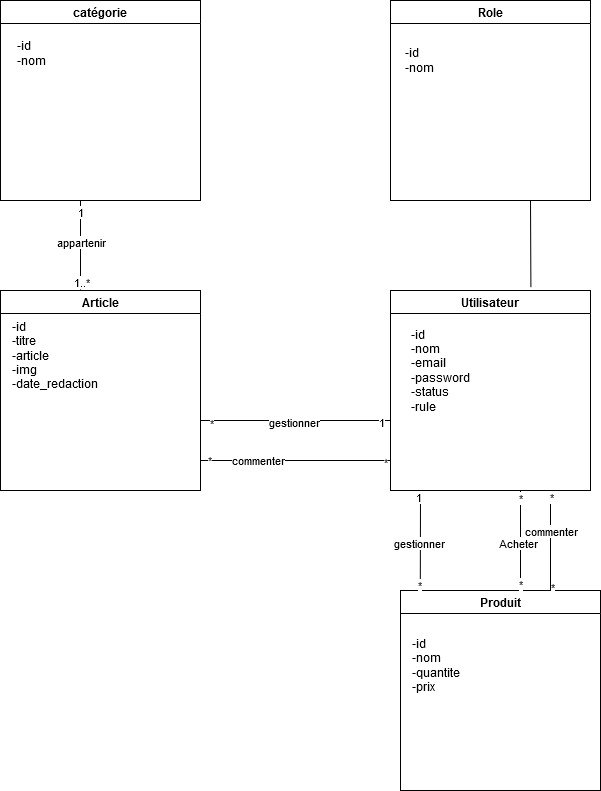 catégorie
-id
-nom
Role
-id
-nom
1
appartenir
1..*
Article
-id
-titre
-article
-img
-date_redaction
Utilisateur
-id
-nom
-email
-password
-status
-rule
* gestionner 1
* commenter *
1 * *
gestionner Acheter commenter
* * *
Produit
-id
-nom
-quantite
-prix